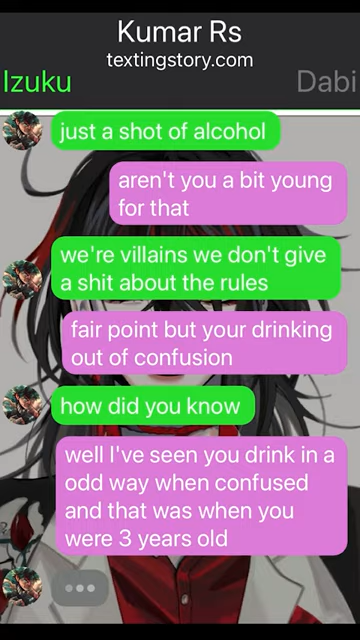 Kumar Rs
textingstory.com
Izuku
Dabi
just a shot of alcohol
aren't you a bit young
for that
we're villains we don't give
a shit about the rules
fair point but your drinking
out of confusion
how did you know
well I've seen you drink in a
odd way when confused
and that was when you
were 3 years old